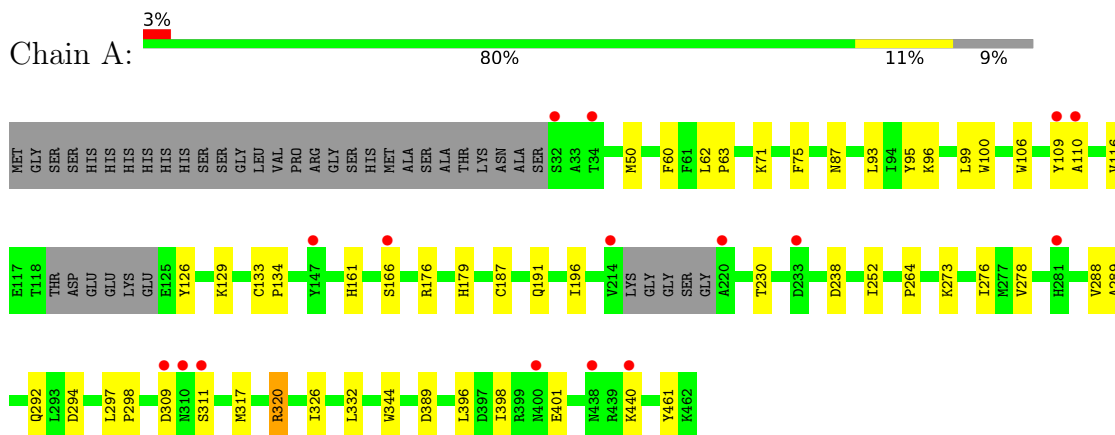 3%
Chain A:
80% 11% 9%
MET GLY SER SER HIS HIS HIS HIS HIS HIS SER SER GLY LEU VAL PRO ARG GLY SER HIS MET ALA SER ALA THR LYS ASN ALA SER S32 A33 T34 M50 F60 F61 L62 P63 K71 F75 N87 L93 I94 Y95 K96 L99 W100 W106 Y109 A110 V116
E117 T118 THR ASP GLU GLU LYS GLU E125 Y126 K129 C133 P134 Y147 H161 S166 R176 H179 C187 Q191 I196 V214 LYS GLY GLY SER GLY A220 T230 D233 D238 I252 P264 K273 I276 M277 V278 H281 V288 A289
Q292 L293 D294 L297 P298 D309 N310 S311 M317 R320 I326 L332 W344 D389 L396 D397 I398 R399 N400 E401 N438 R439 K440 Y461 K462